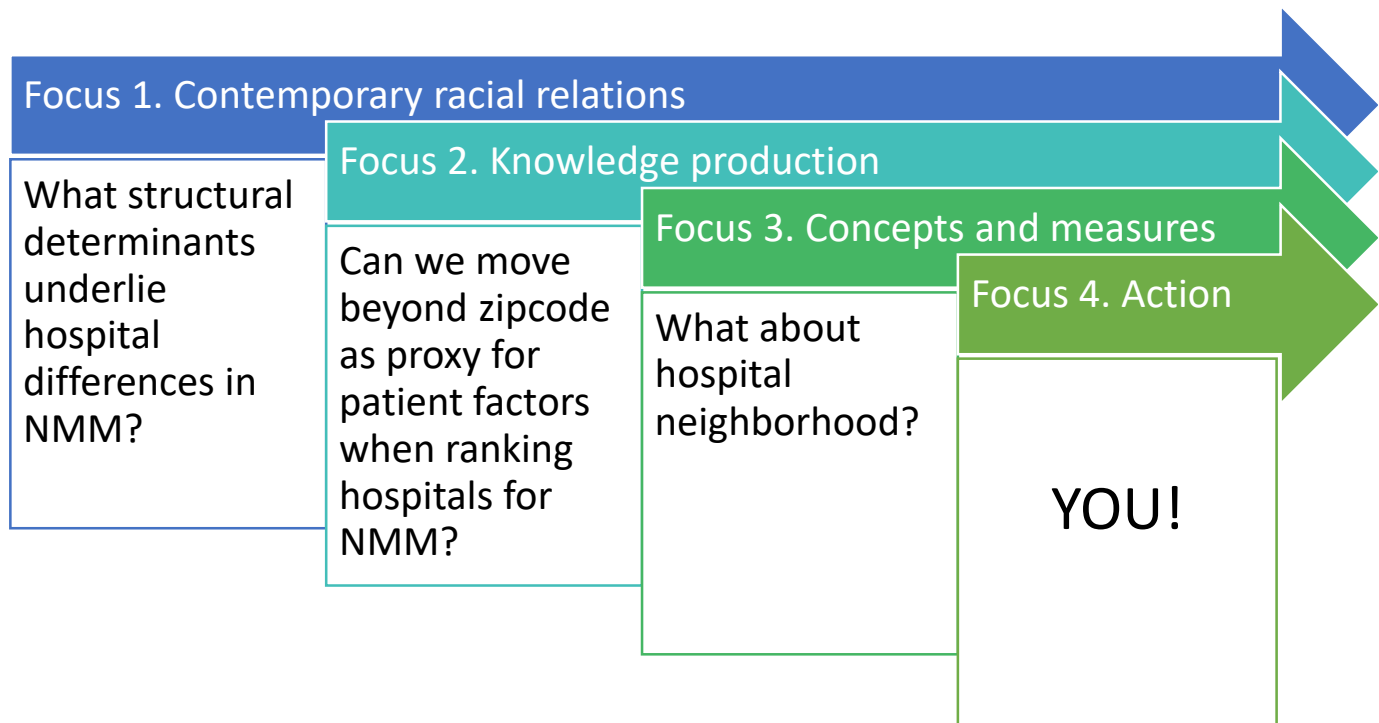 Focus 1. Contemporary racial relations
What structural
determinants
underlie
hospital
differences in
NMM?
Focus 2. Knowledge production
Can we move
beyond zipcode
as proxy for
patient factors
when ranking
hospitals for
NMM?
Focus 3. Concepts and measures
What about
hospital
neighborhood?
Focus 4. Action
YOU!